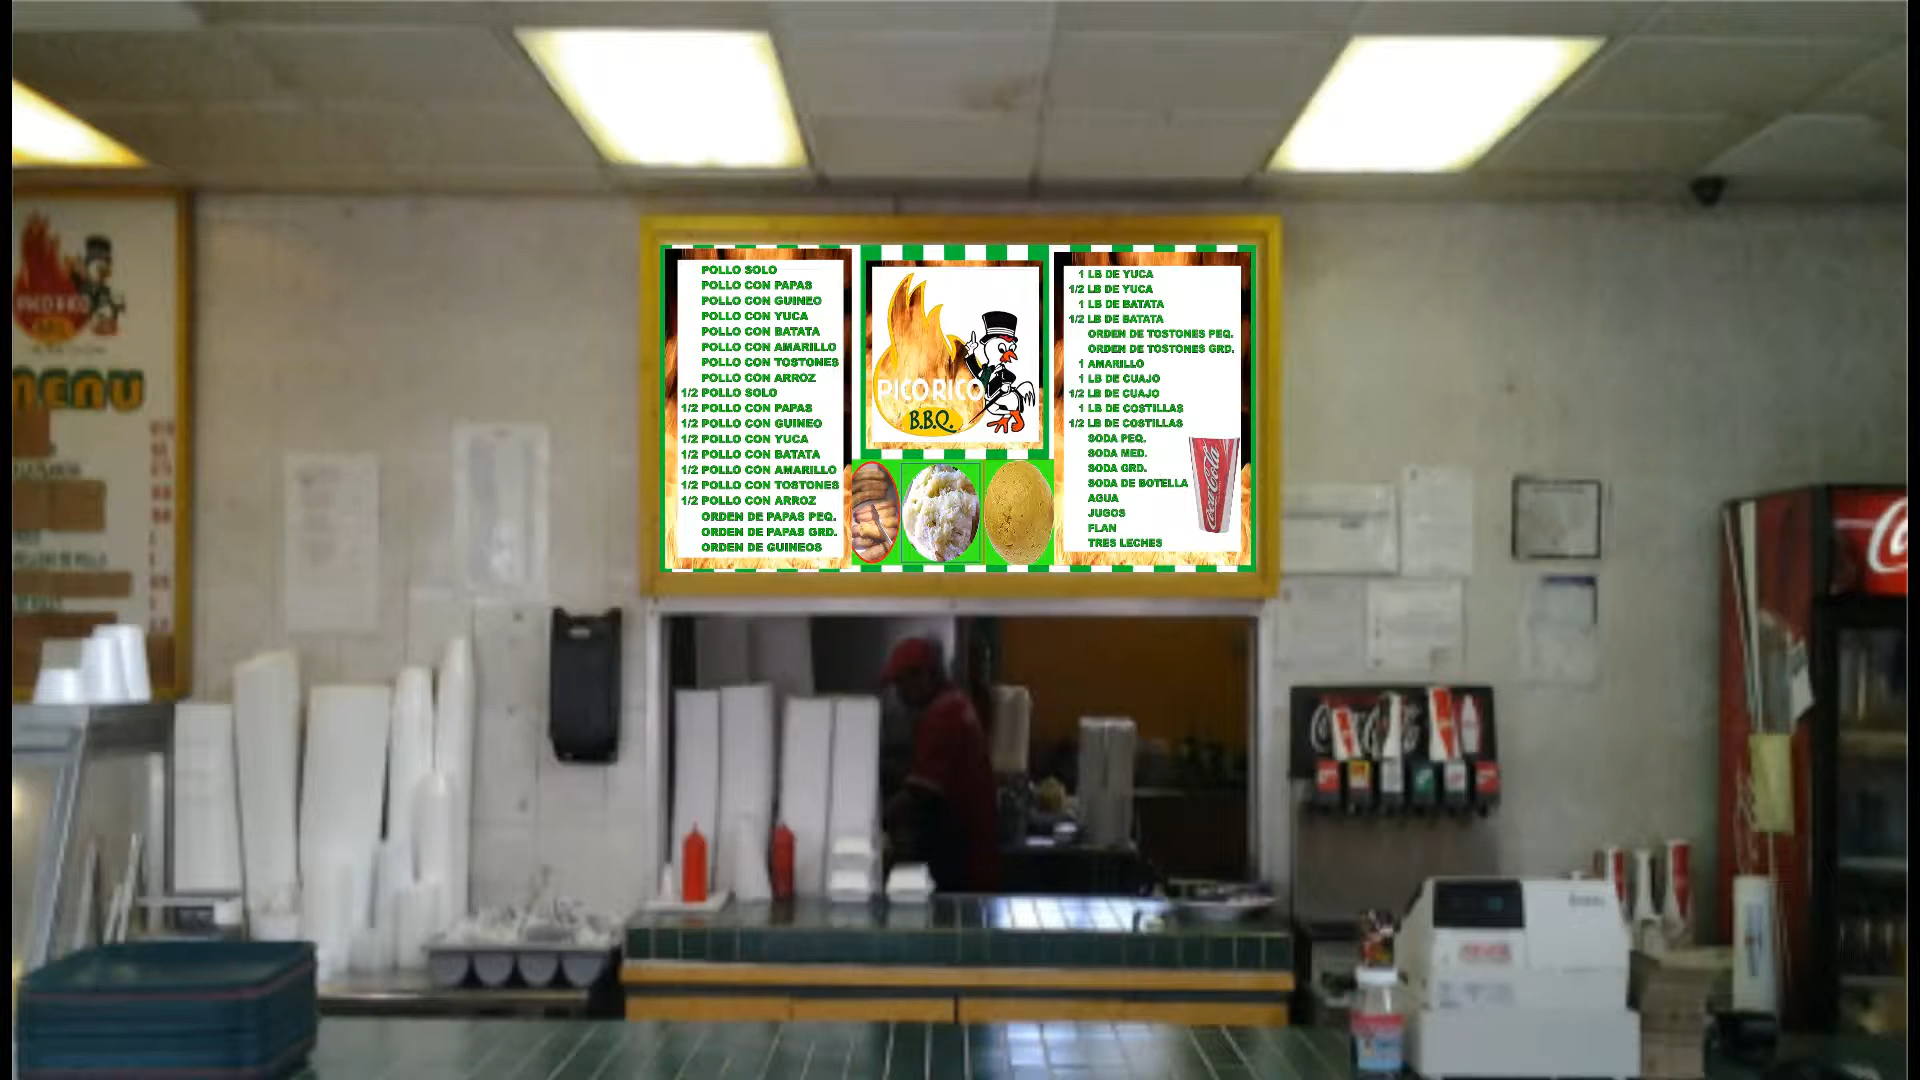 MENU
POLLO SOLO
POLLO CON PAPAS
POLLO CON GUINEO
POLLO CON YUCA
POLLO CON BATATA
POLLO CON AMARILLO
POLLO CON TOSTONES
POLLO CON ARROZ
1/2 POLLO SOLO
1/2 POLLO CON PAPAS
1/2 POLLO CON GUINEO
1/2 POLLO CON YUCA
1/2 POLLO CON BATATA
1/2 POLLO CON AMARILLO
1/2 POLLO CON TOSTONES
1/2 POLLO CON ARROZ
ORDEN DE PAPAS PEQ.
ORDEN DE PAPAS GRD.
ORDEN DE GUINEOS
PICO RICO
B.B.Q.
1 LB DE YUCA
1/2 LB DE YUCA
1 LB DE BATATA
1/2 LB DE BATATA
ORDEN DE TOSTONES PEQ.
ORDEN DE TOSTONES GRD.
1 AMARILLO
1 LB DE CUAJO
1/2 LB DE CUAJO
1 LB DE COSTILLAS
1/2 LB DE COSTILLAS
SODA PEQ.
SODA MED.
SODA GRD.
SODA DE BOTELLA
AGUA
JUGOS
FLAN
TRES LECHES
Coca-Cola